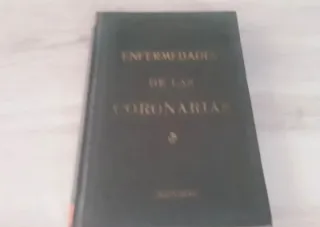 ENFERMEDADES
DE LAS
CORONARIAS